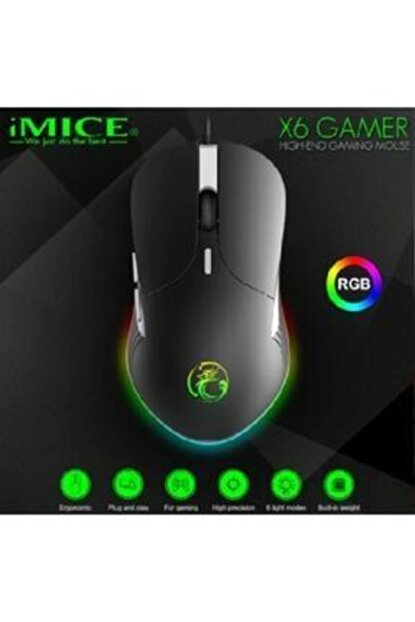 iMICE®
We just do the best
X6 GAMER
HIGH-END GAMING MOUSE
RGB
Ergonomic
Plug and play
For gaming
High-precision
6 light modes
Built-in weight